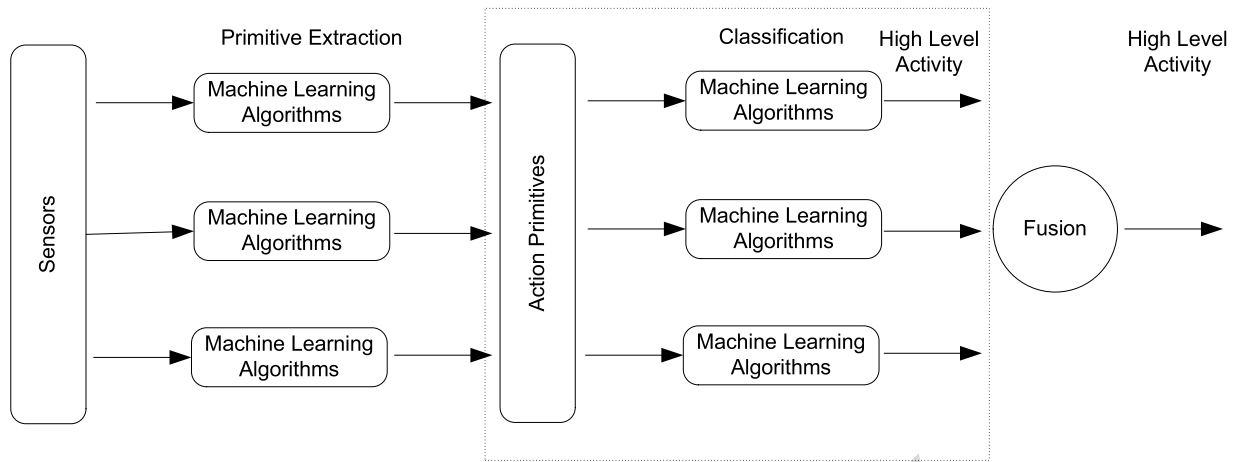 Primitive Extraction
Classification
High Level
Activity
High Level
Activity
Sensors
Machine Learning
Algorithms
Machine Learning
Algorithms
Machine Learning
Algorithms
Action Primitives
Machine Learning
Algorithms
Machine Learning
Algorithms
Machine Learning
Algorithms
Fusion